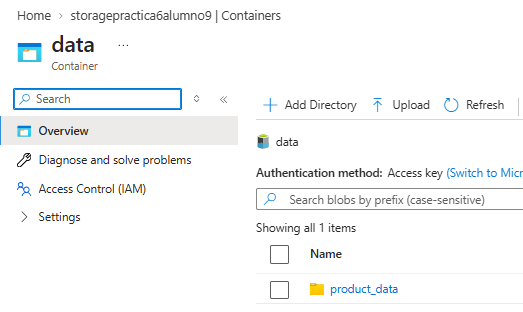 Home > storagepractica6alumno9 | Containers >
data ...
Container
Search
Overview
Diagnose and solve problems
Access Control (IAM)
Settings
Add Directory Upload Refresh
data
Authentication method: Access key (Switch to Micr
Search blobs by prefix (case-sensitive)
Showing all 1 items
Name
product_data